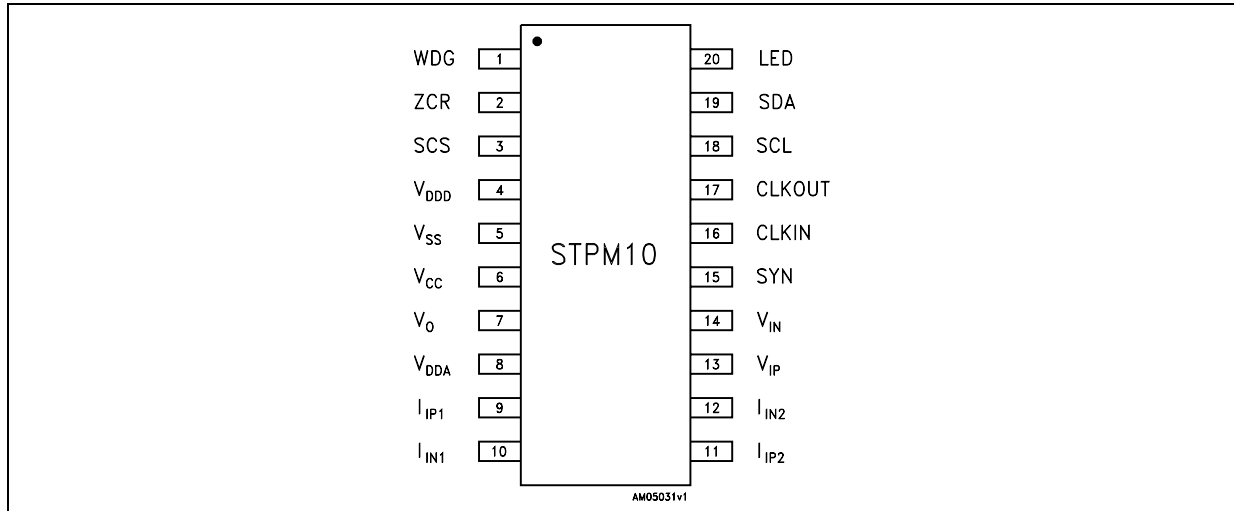 WDG 1 20 LED
ZCR 2 19 SDA
SCS 3 18 SCL
V_DDD 4 17 CLKOUT
V_SS 5 16 CLKIN
STPM10
V_CC 6 15 SYN
V_O 7 14 V_IN
V_DDA 8 13 V_IP
I_IP1 9 12 I_IN2
I_IN1 10 11 I_IP2
AM05031v1